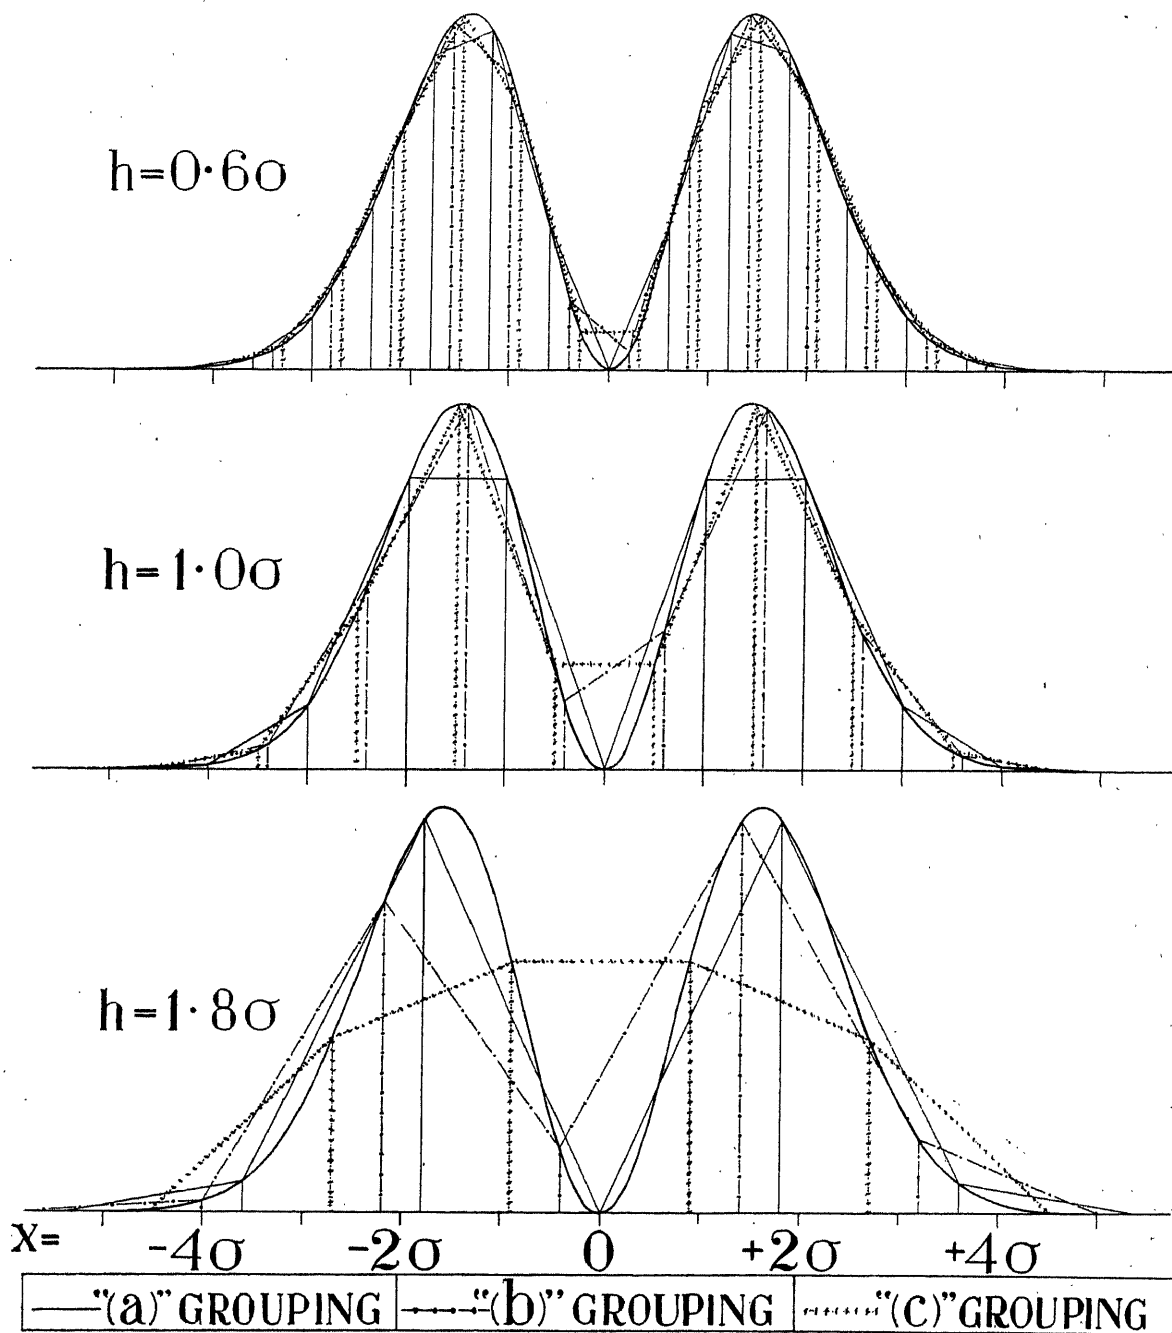 h=0·6σ
h=1·0σ
h=1·8σ
X= -4σ -2σ 0 +2σ +4σ
"(a)" GROUPING "(b)" GROUPING "(c)" GROUPING